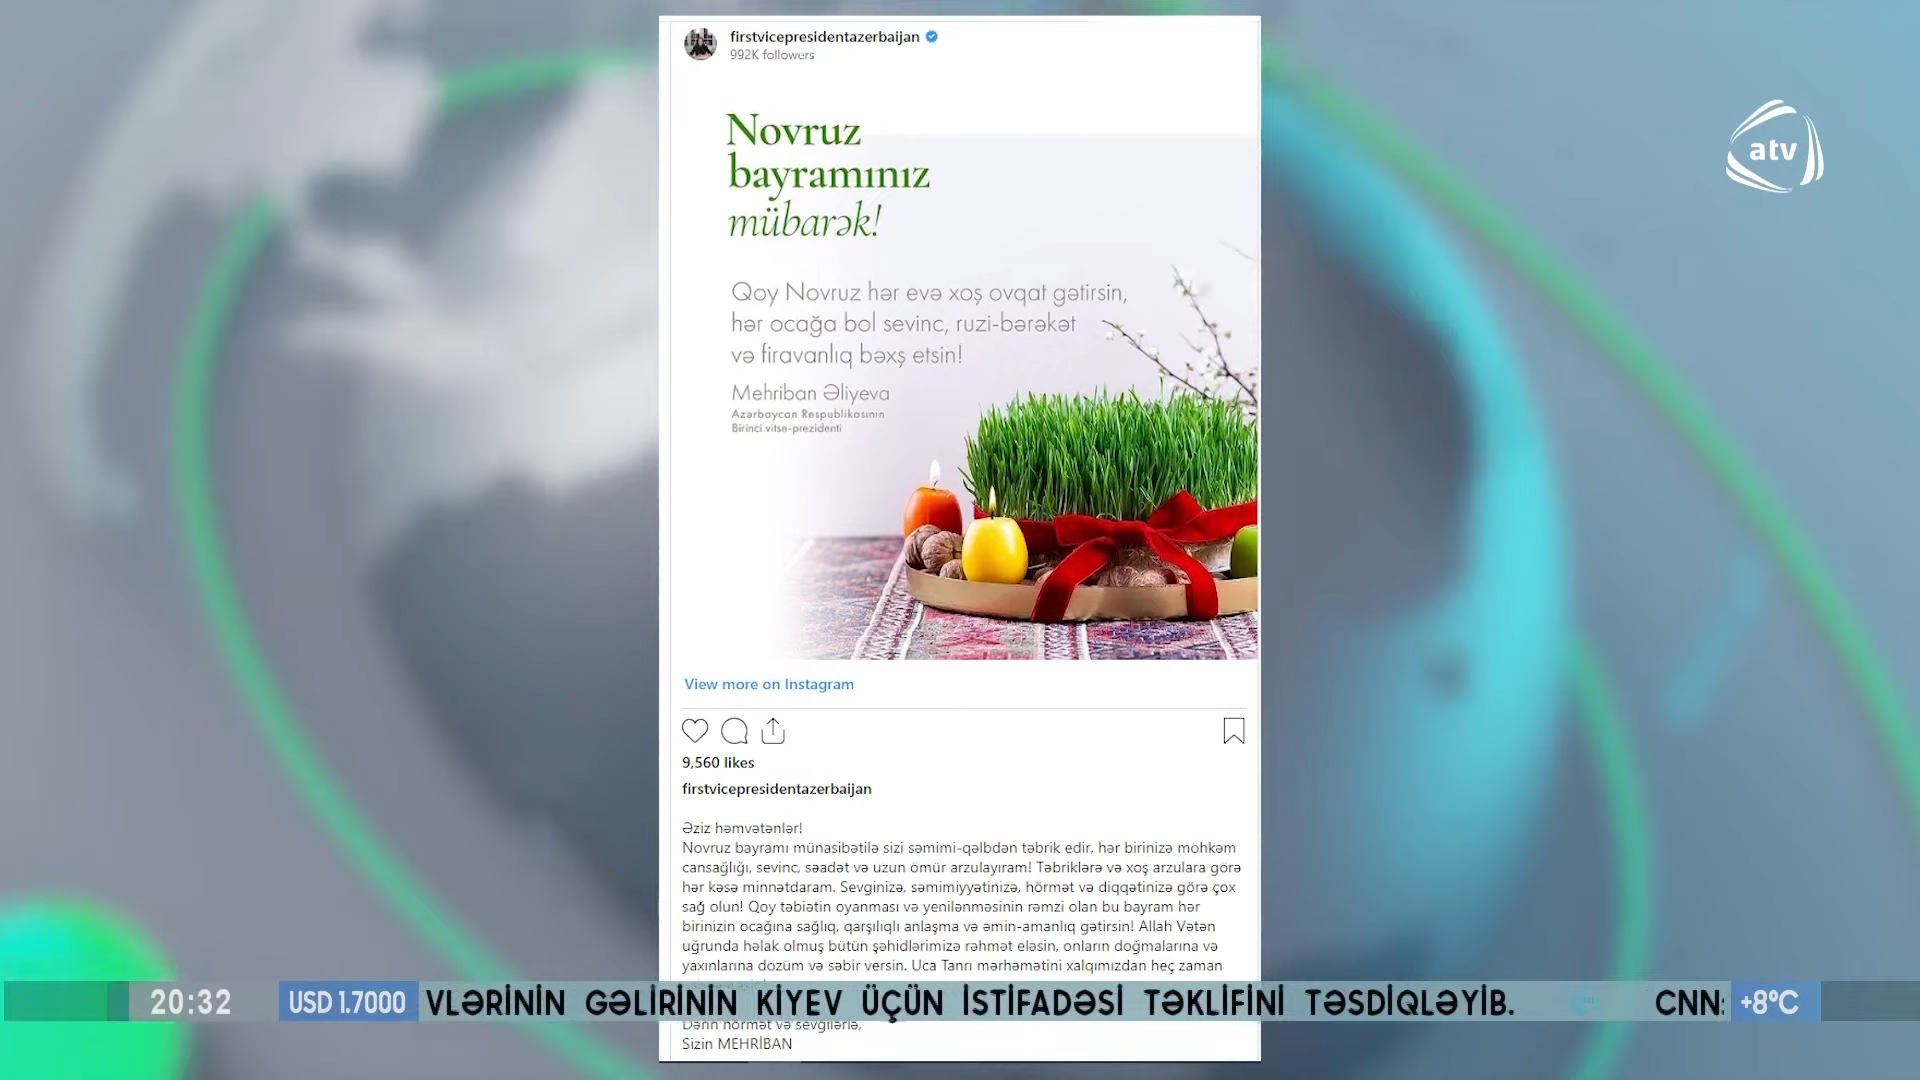 firstvicepresidentazerbaijan
992K followers
atv
Novruz
bayramınız
mübarək!
Qoy Novruz hər evə xoş ovqat gətirsin,
hər ocağa bol sevinc, ruzi-bərəkət
və firavanlıq bəxş etsin!
Mehriban Əliyeva
Azərbaycan Respublikasının
Birinci vitse-prezidenti
View more on Instagram
9,560 likes
firstvicepresidentazerbaijan
Əziz həmvətənlər!
Novruz bayramı münasibətilə sizi səmimi-qəlbdən təbrik edir, hər birinizə möhkəm
cansağlığı, sevinc, səadət və uzun ömür arzulayıram! Təbriklərə və xoş arzulara görə
hər kəsə minnətdaram. Sevginizə, səmimiyyətinizə, hörmət və diqqətinizə görə çox
sağ olun! Qoy təbiətin oyanması və yenilənməsinin rəmzi olan bu bayram hər
birinizin ocağına sağlıq, qarşılıqlı anlaşma və əmin-amanlıq gətirsin! Allah Vətən
uğrunda həlak olmuş bütün şəhidlərimizə rəhmət eləsin, onların doğmalarına və
yaxınlarına dözüm və səbir versin. Uca Tanrı mərhəmətini xalqımızdan heç zaman
20:32 USD 1.7000 VLƏRİNİN GƏLİRİNİN KİYEV ÜÇÜN İSTİFADƏSİ TƏKLİFİNİ TƏSDİQLƏYİB. CNN: +8°C
Dərin hörmət və sevgilərlə,
Sizin MEHRİBAN